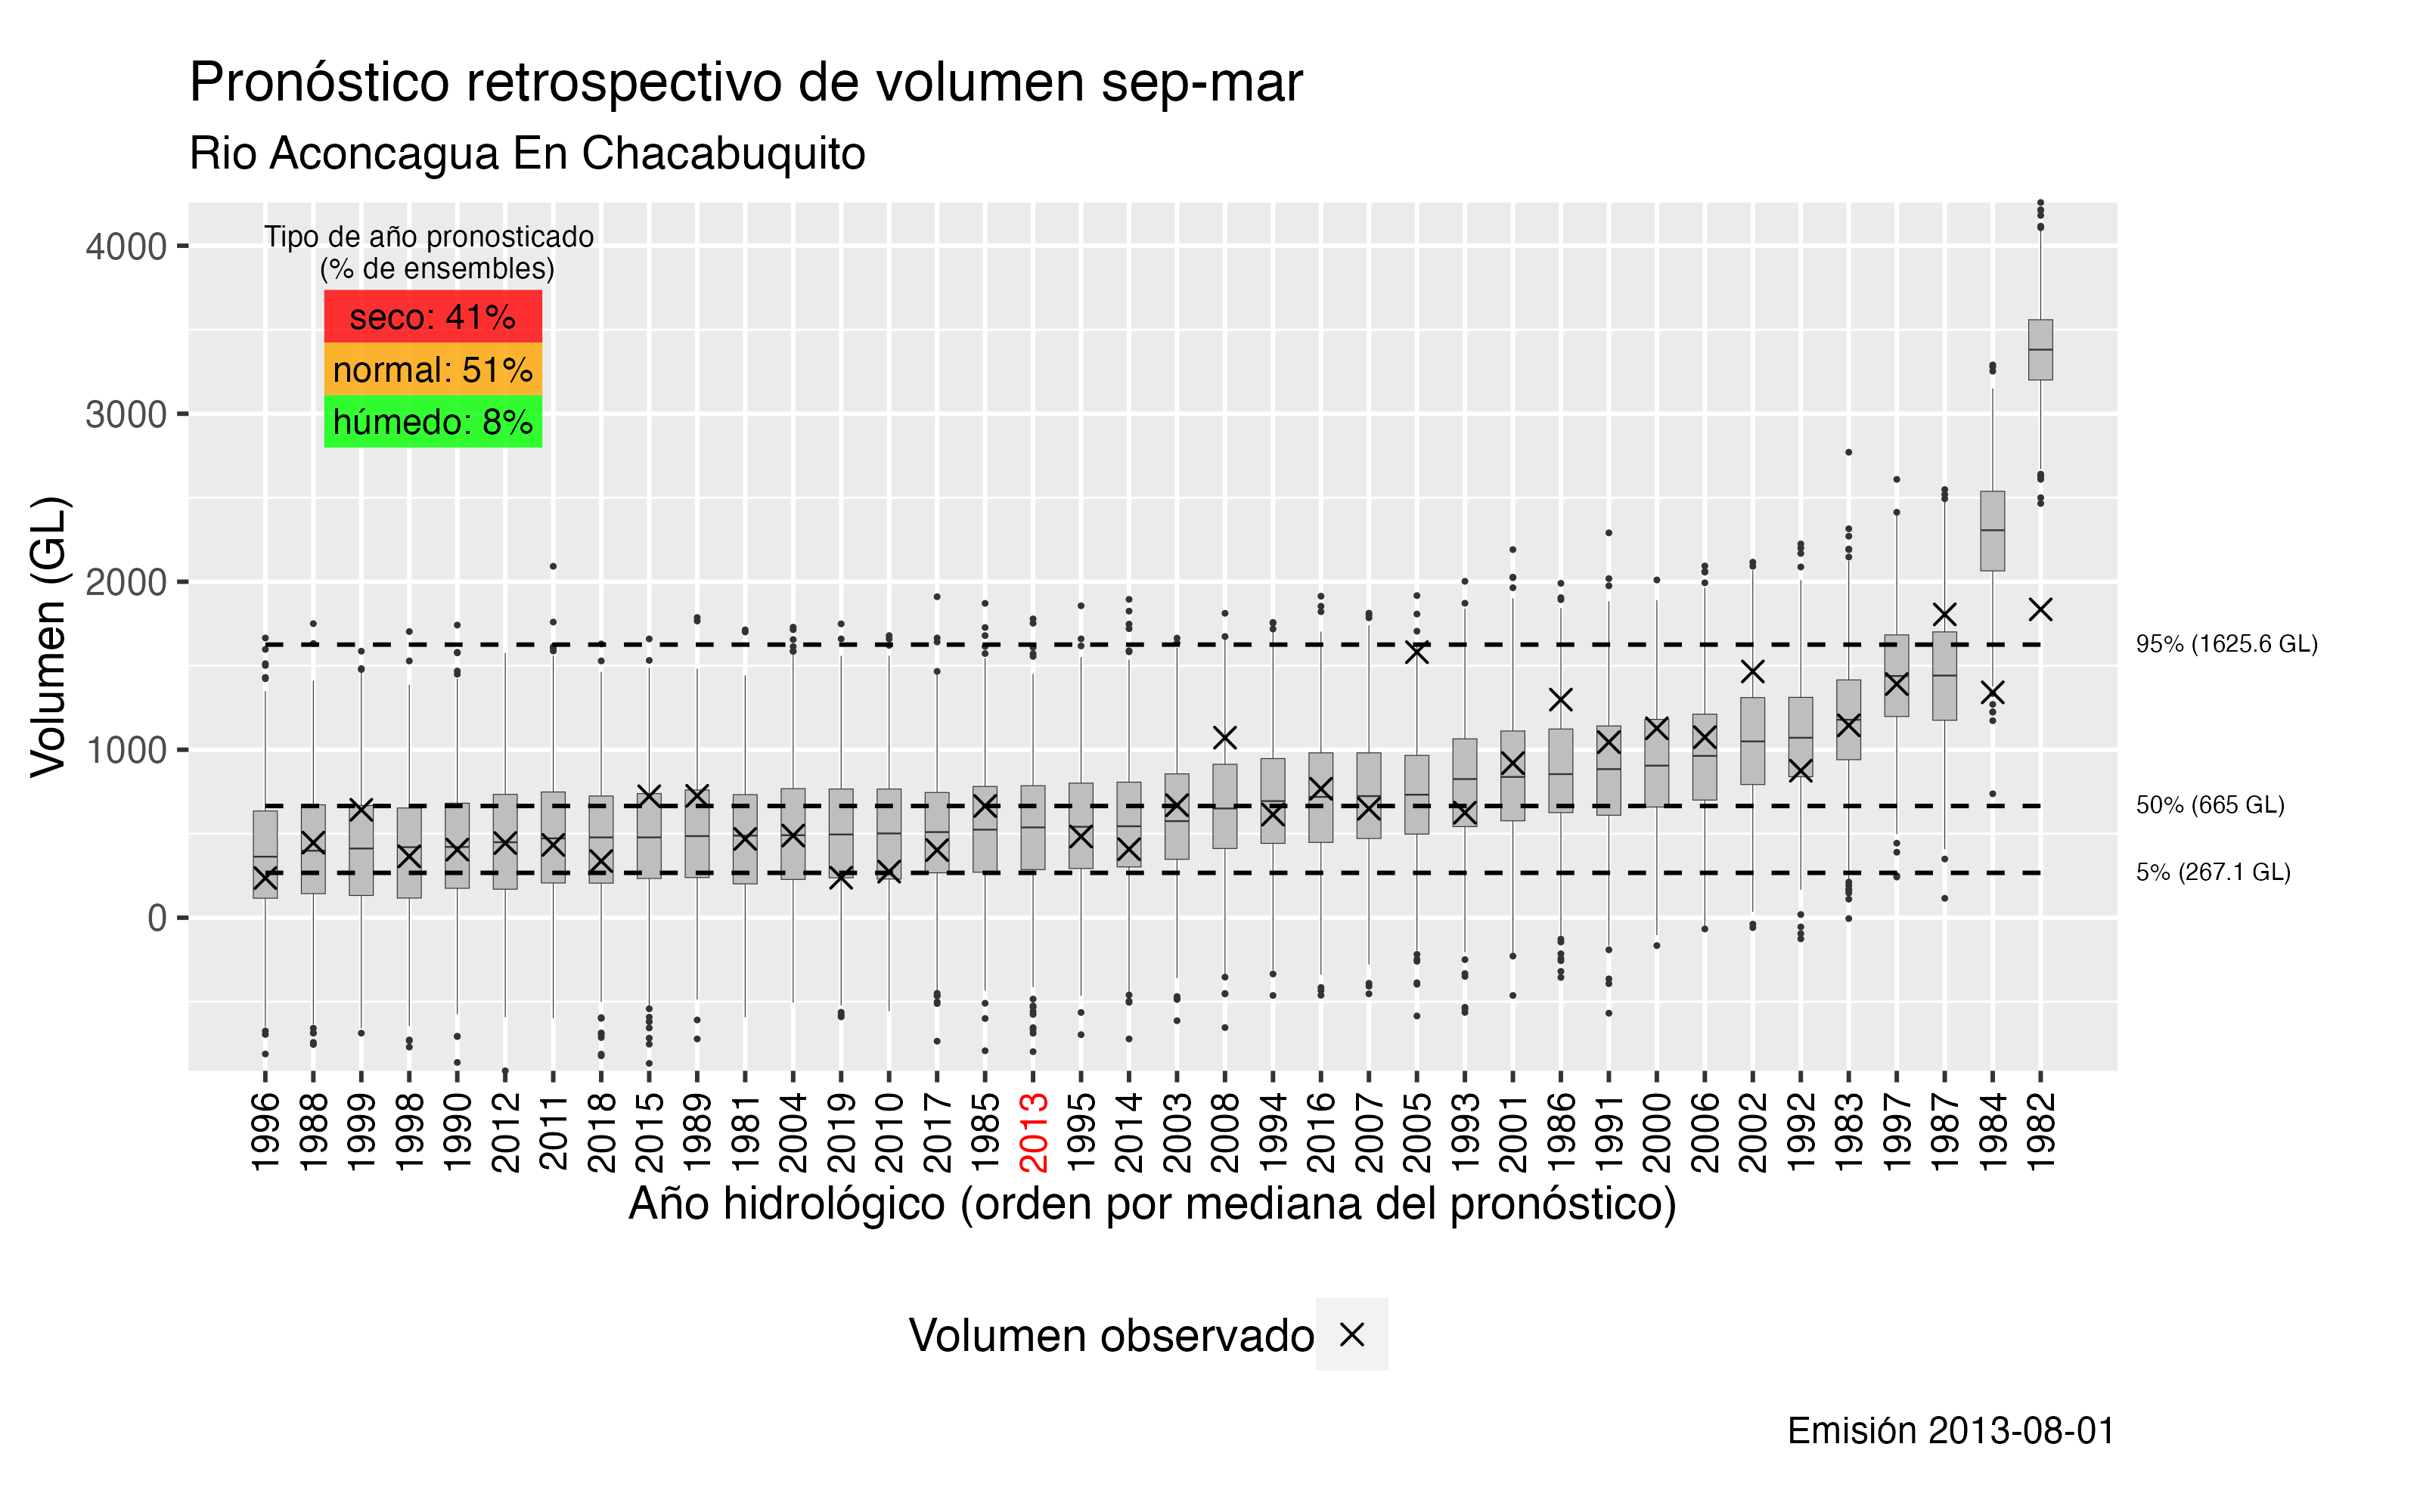 Pronóstico retrospectivo de volumen sep-mar
Rio Aconcagua En Chacabuquito
Tipo de año pronosticado
(% de ensembles)
seco: 41%
normal: 51%
húmedo: 8%
Volumen (GL)
4000
3000
2000
1000
0
95% (1625.6 GL)
50% (665 GL)
5% (267.1 GL)
1996 1988 1999 1998 1990 2012 2011 2018 2015 1989 1981 2004 2019 2010 2017 1985 2013 1995 2014 2003 2008 1994 2016 2007 2005 1993 2001 1986 1991 2000 2006 2002 1992 1983 1997 1987 1984 1982
Año hidrológico (orden por mediana del pronóstico)
Volumen observado
Emisión 2013-08-01